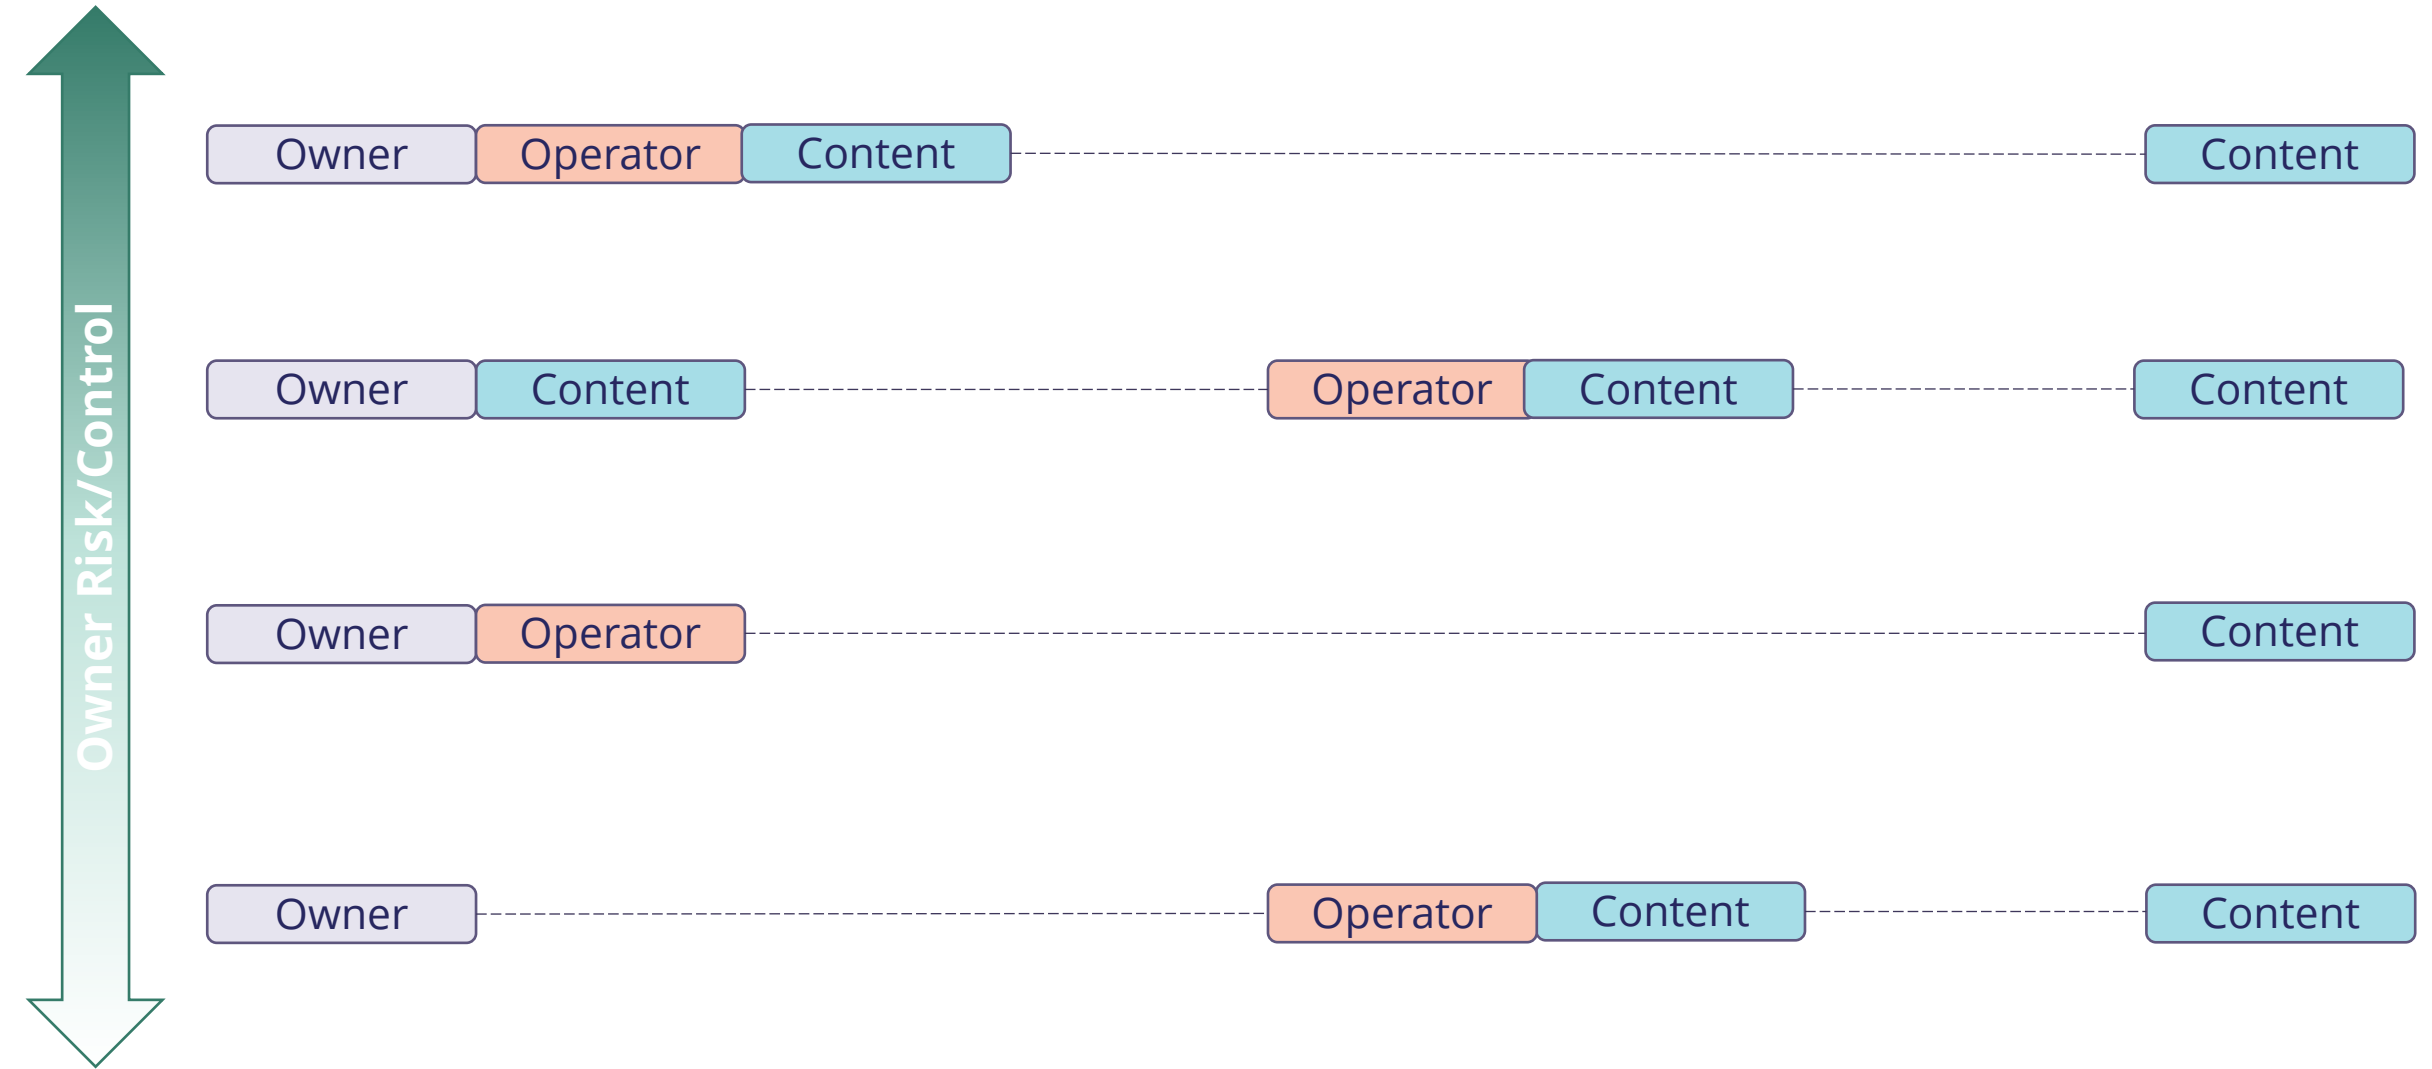 Owner Risk/Control
Owner Operator Content Content
Owner Content Operator Content Content
Owner Operator Content
Owner Operator Content Content